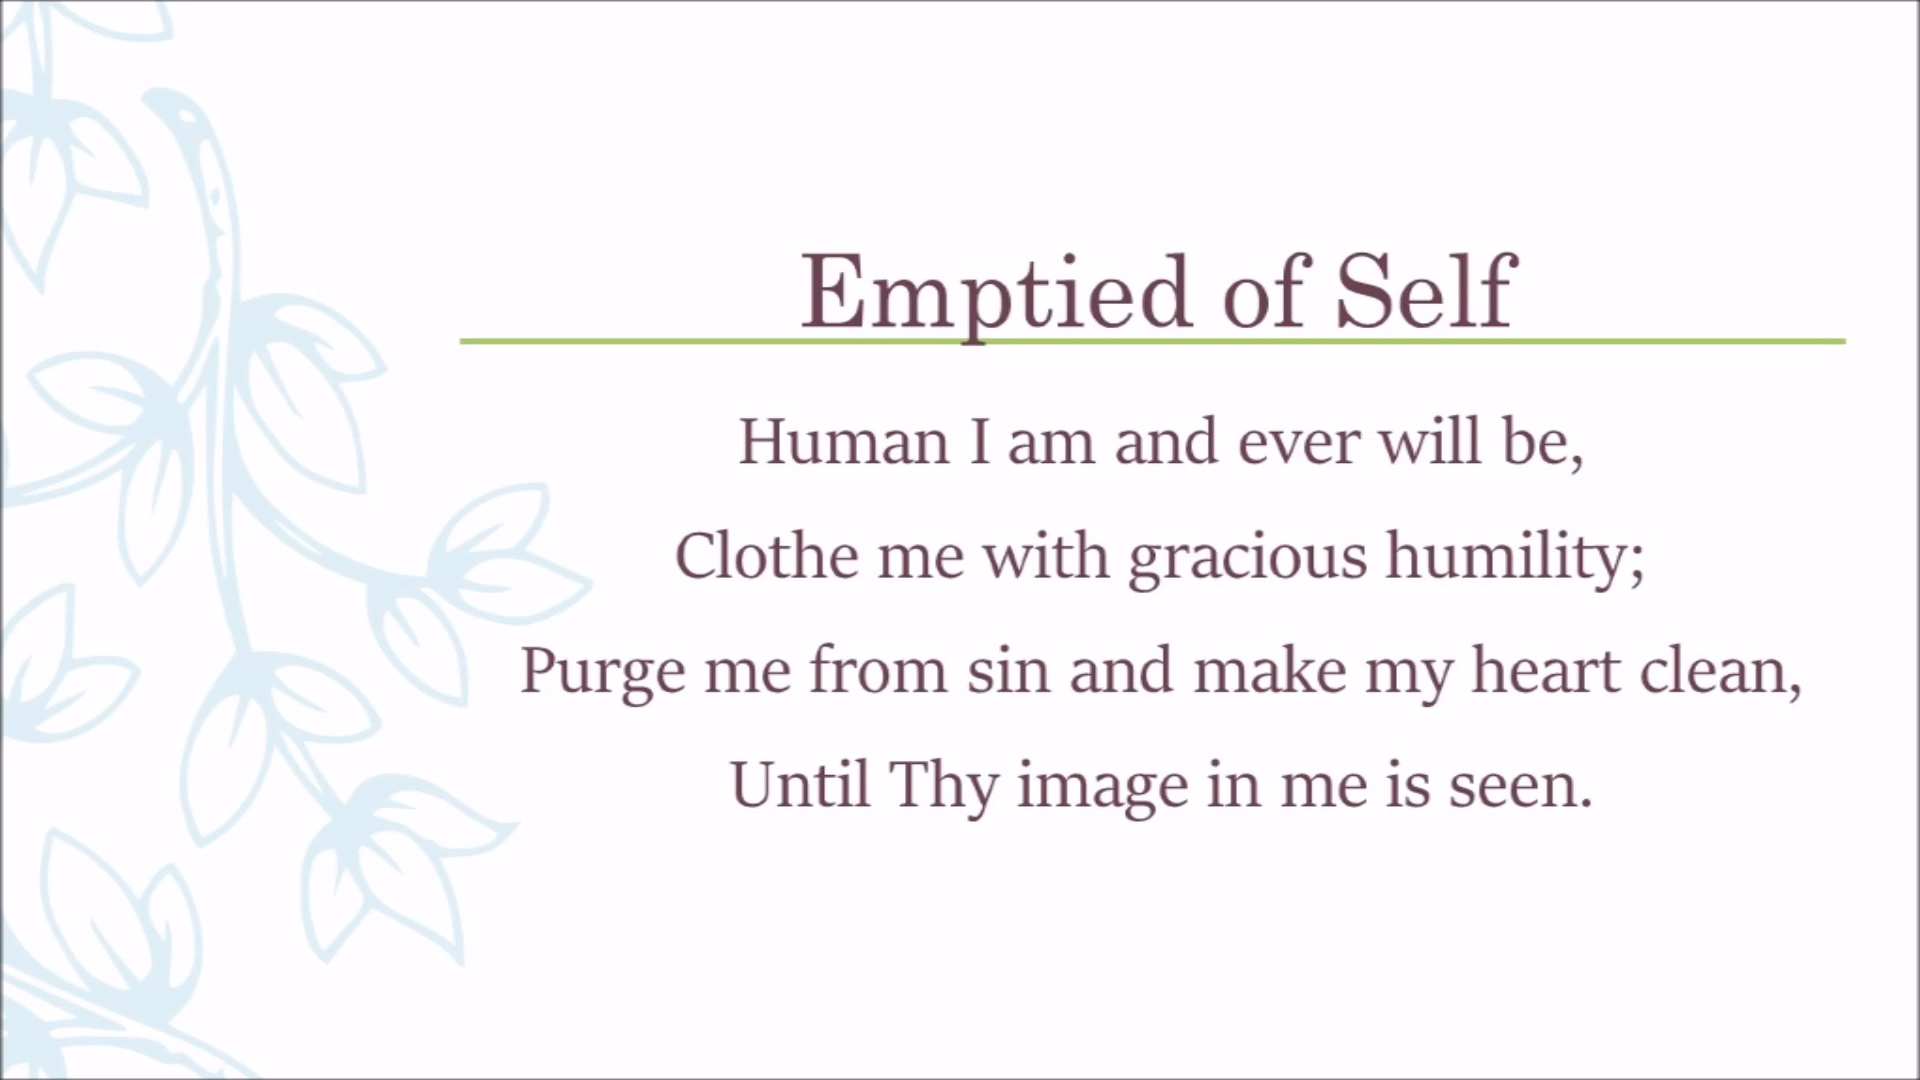 Emptied of Self
Human I am and ever will be,
Clothe me with gracious humility;
Purge me from sin and make my heart clean,
Until Thy image in me is seen.